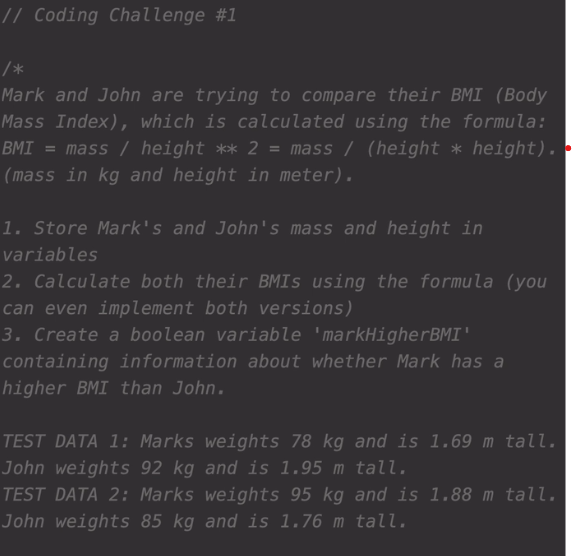 // Coding Challenge #1
/*
Mark and John are trying to compare their BMI (Body
Mass Index), which is calculated using the formula:
BMI = mass / height ** 2 = mass / (height * height).
(mass in kg and height in meter).
1. Store Mark's and John's mass and height in
variables
2. Calculate both their BMIs using the formula (you
can even implement both versions)
3. Create a boolean variable 'markHigherBMI'
containing information about whether Mark has a
higher BMI than John.
TEST DATA 1: Marks weights 78 kg and is 1.69 m tall.
John weights 92 kg and is 1.95 m tall.
TEST DATA 2: Marks weights 95 kg and is 1.88 m tall.
John weights 85 kg and is 1.76 m tall.